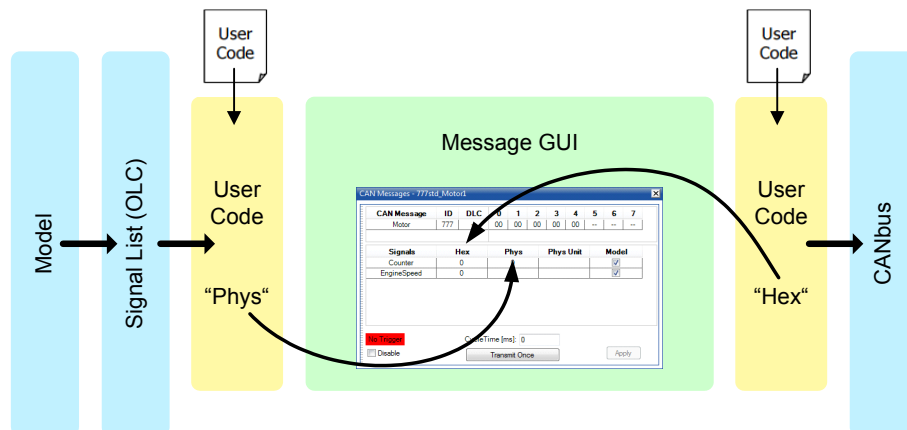 User
Code
User
Code
Model
Signal List (OLC)
User
Code
"Phys"
Message GUI
CAN Messages - 777std_Motor1
CAN Message ID DLC 0 1 2 3 4 5 6 7
Motor 777 00 00 00 00 00 -- -- --
Signals Hex Phys Phys Unit Model
Counter 0
EngineSpeed 0
No Trigger
CycleTime [ms]: 0
Disable
Transmit Once
Apply
User
Code
"Hex"
CANbus